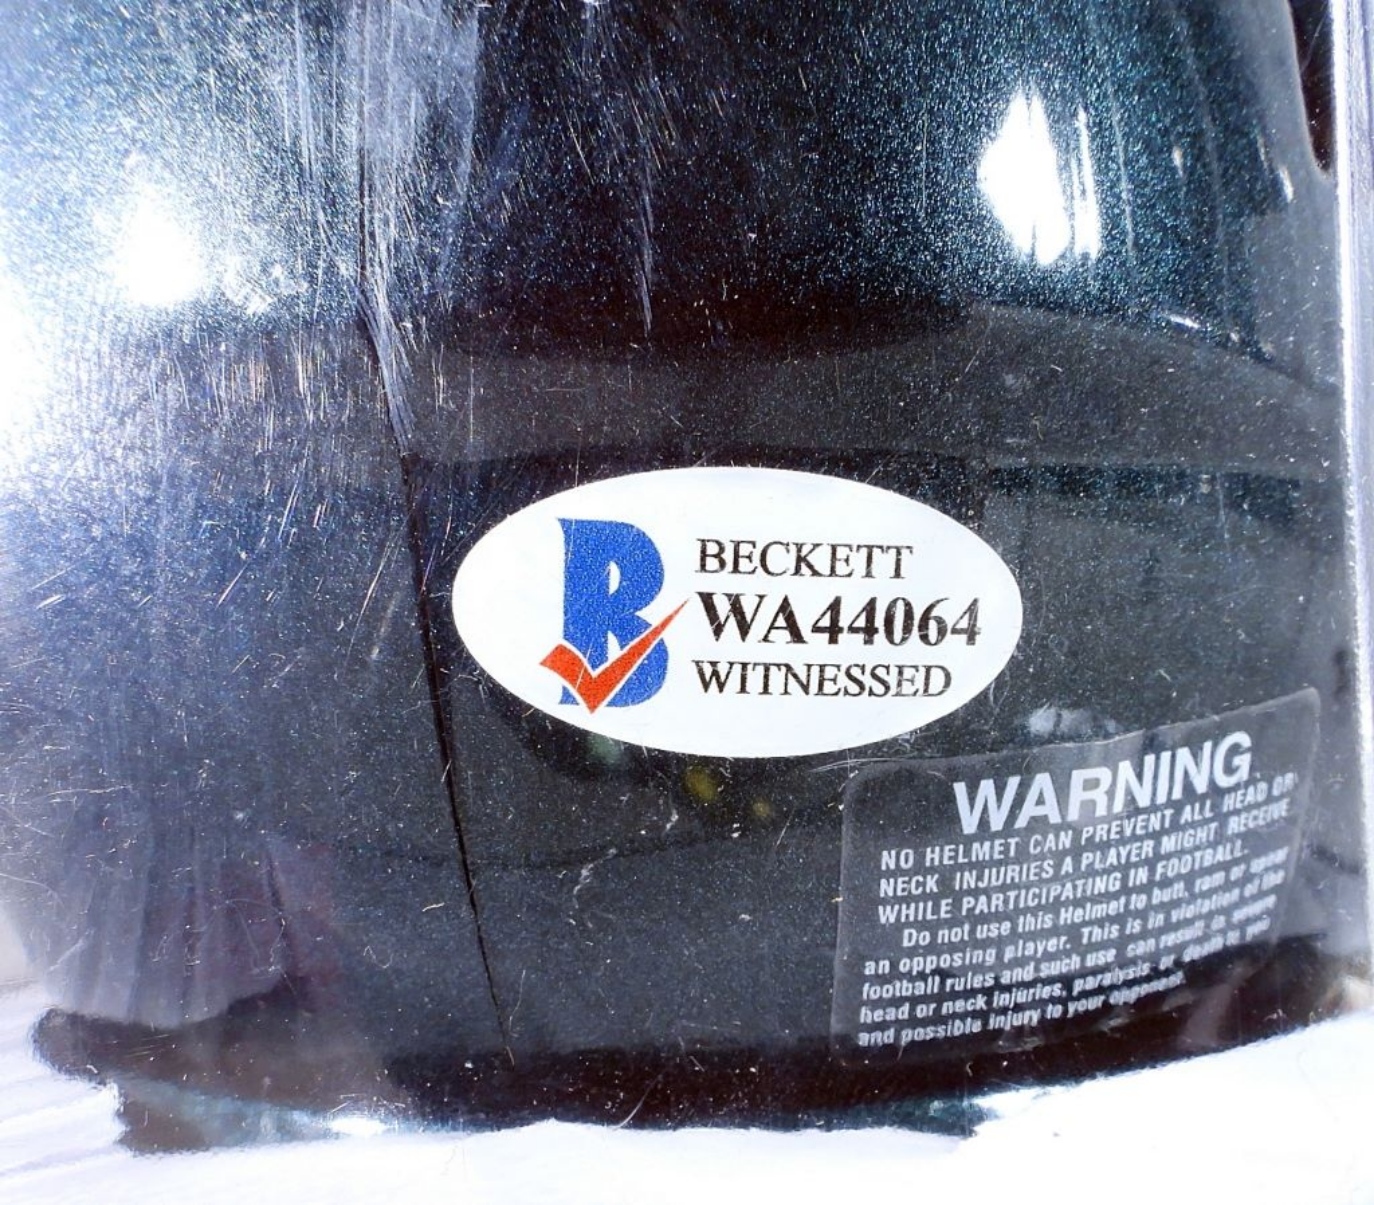 BECKETT
WA44064
WITNESSED
WARNING
NO HELMET CAN PREVENT ALL HEAD OR
NECK INJURIES A PLAYER MIGHT RECEIVE
WHILE PARTICIPATING IN FOOTBALL.
Do not use this Helmet to butt, ram or spear
an opposing player. This is in violation of the
football rules and such use can result in severe
head or neck injuries, paralysis or death to you
and possible injury to your opponent.